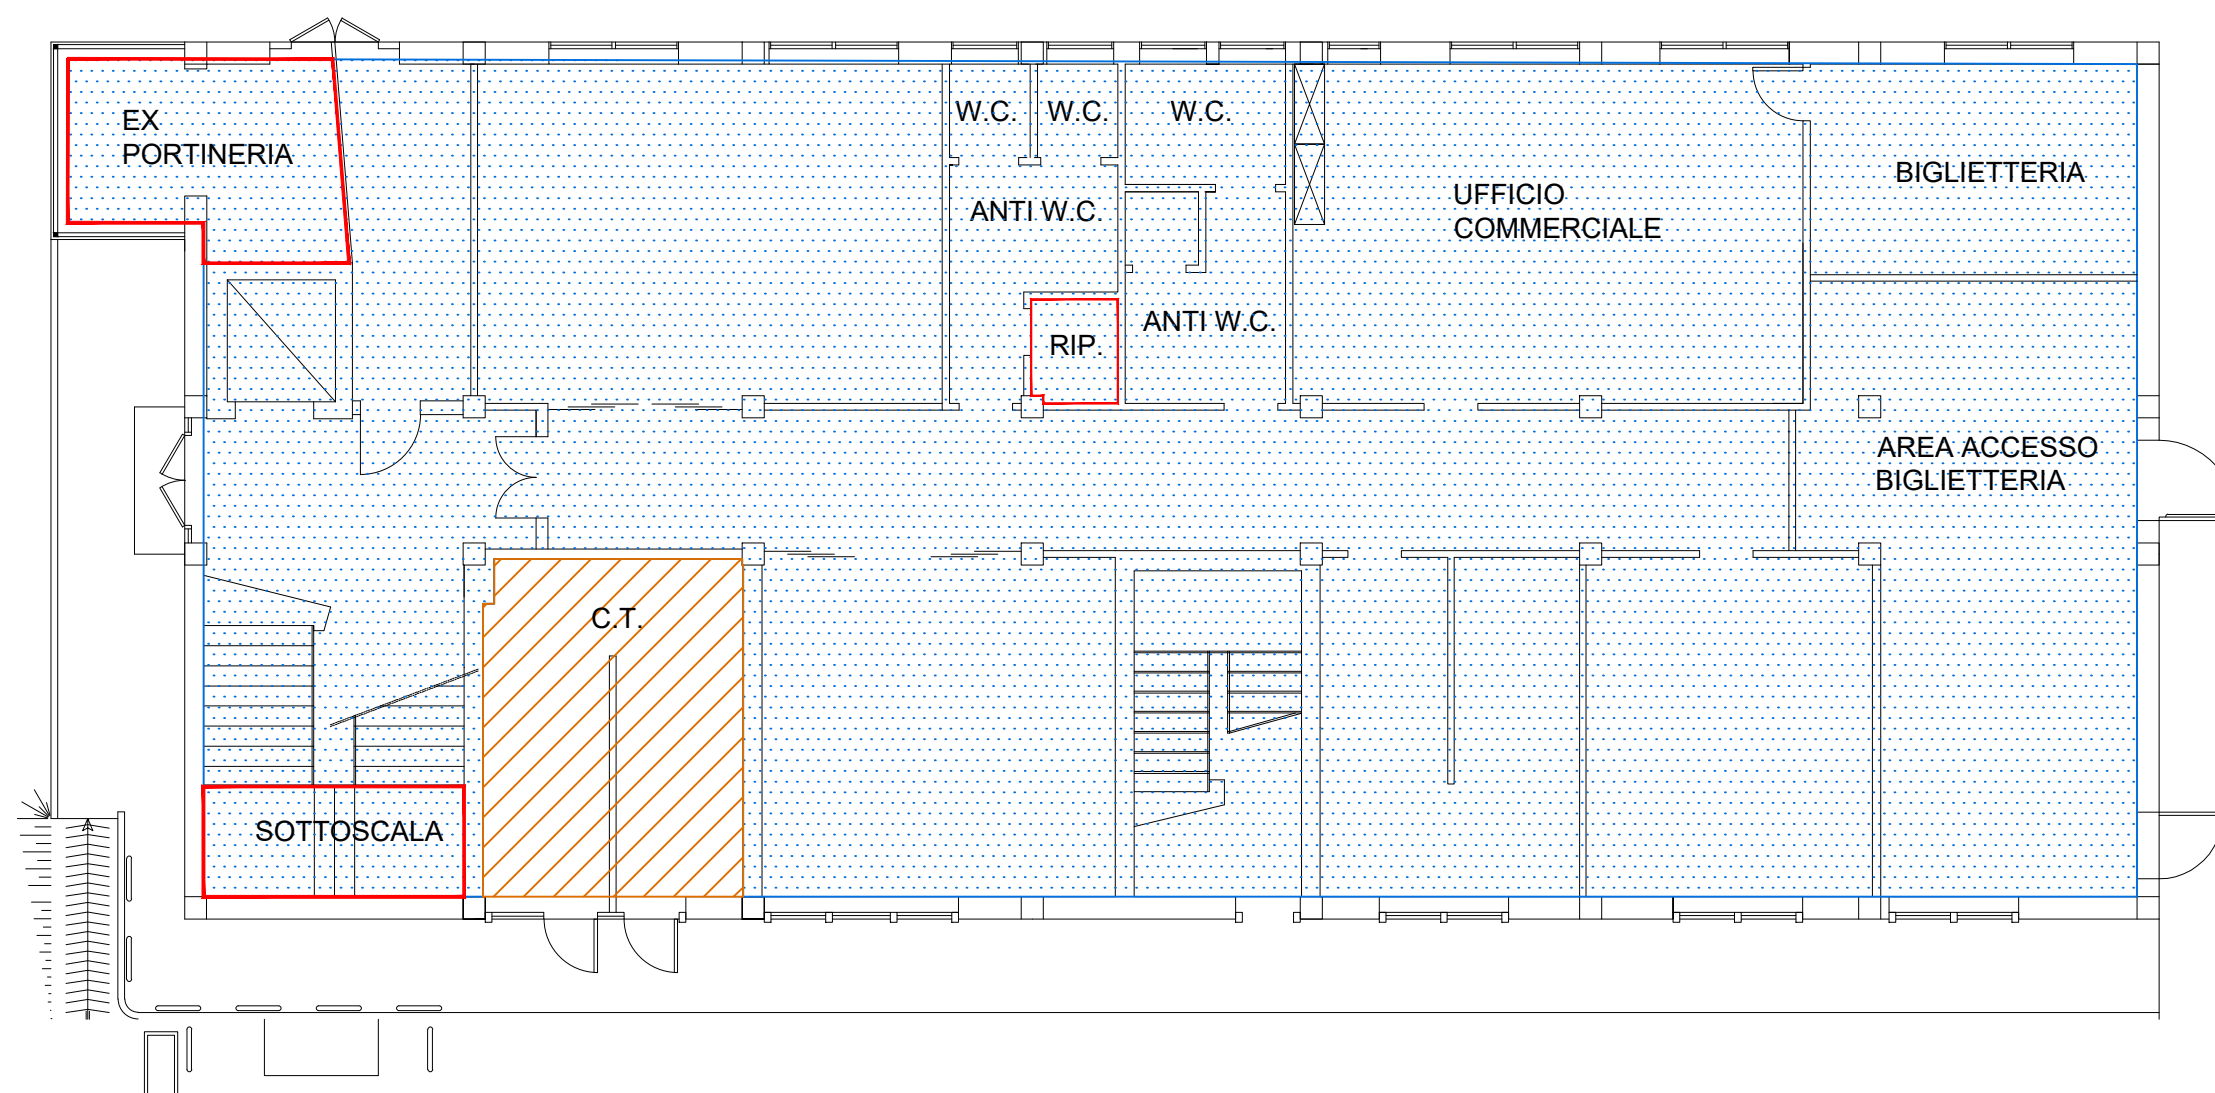 EX
PORTINERIA
W.C.
W.C.
W.C.
ANTI W.C.
UFFICIO
COMMERCIALE
BIGLIETTERIA
RIP.
ANTI W.C.
AREA ACCESSO
BIGLIETTERIA
C.T.
SOTTOSCALA